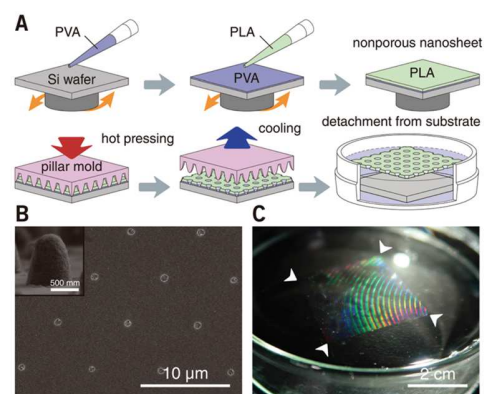 A
PVA
PLA
nonporous nanosheet
Si wafer
PVA
PLA
hot pressing
cooling
detachment from substrate
pillar mold
B
500 mm
10 µm
C
2 cm